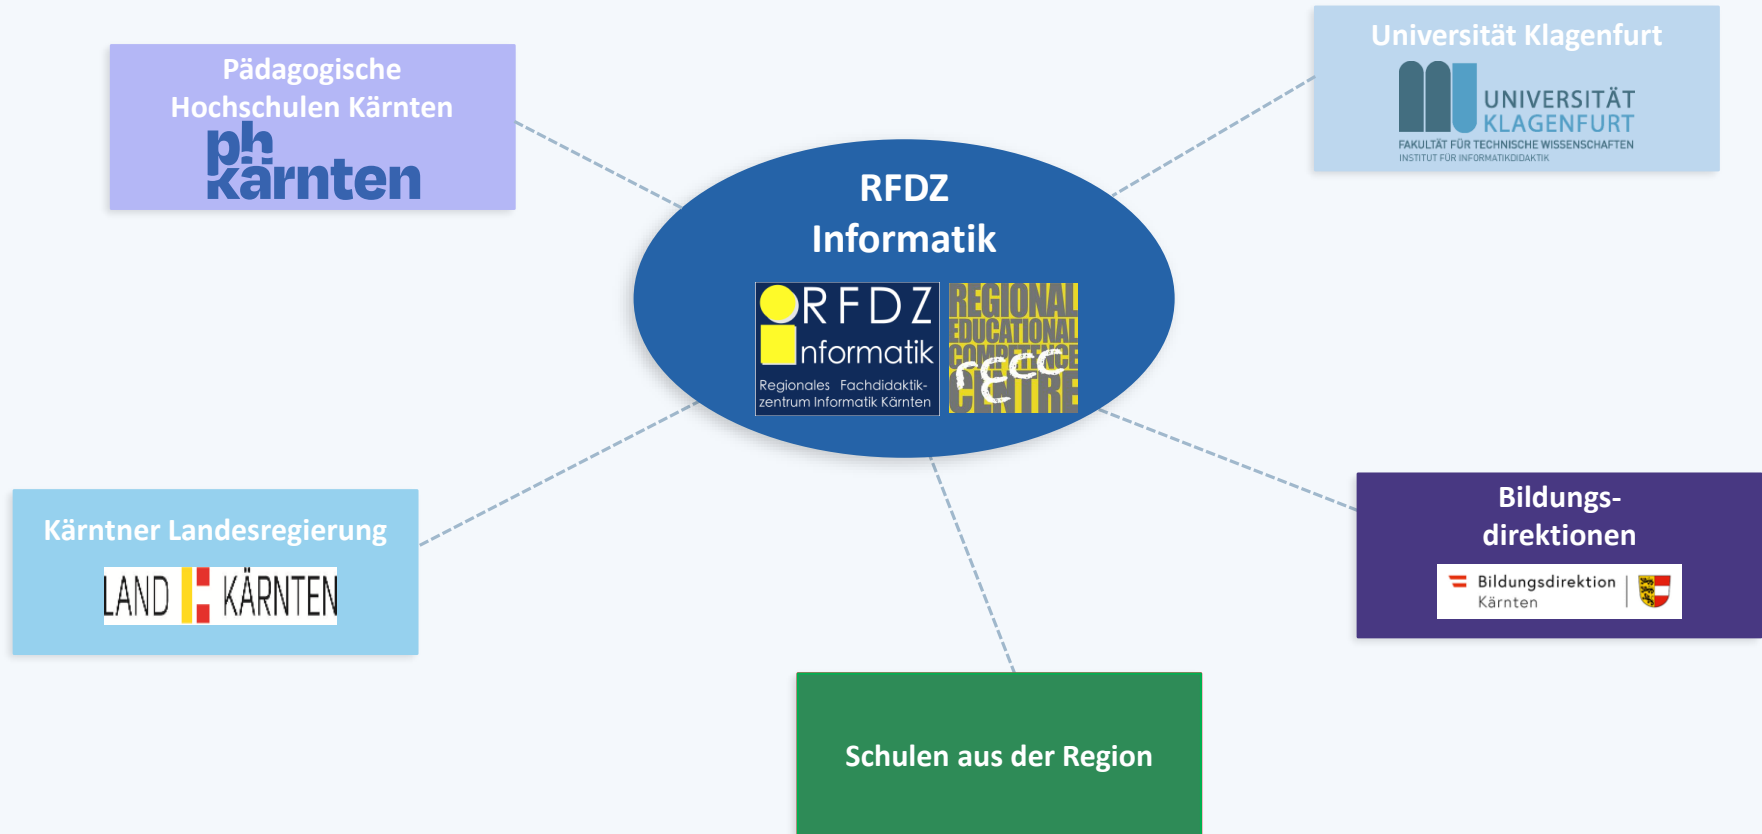 Pädagogische
Hochschulen Kärnten
ph
kärnten
Universität Klagenfurt
UNIVERSITÄT
KLAGENFURT
FAKULTÄT FÜR TECHNISCHE WISSENSCHAFTEN
INSTITUT FÜR INFORMATIKDIDAKTIK
RFDZ
Informatik
RFDZ
informatik
Regionales Fachdidaktik-
zentrum Informatik Kärnten
REGIONAL
EDUCATIONAL
COMPETENCE
recc
CENTRE
Kärntner Landesregierung
LAND KÄRNTEN
Bildungs-
direktionen
Bildungsdirektion
Kärnten
Schulen aus der Region